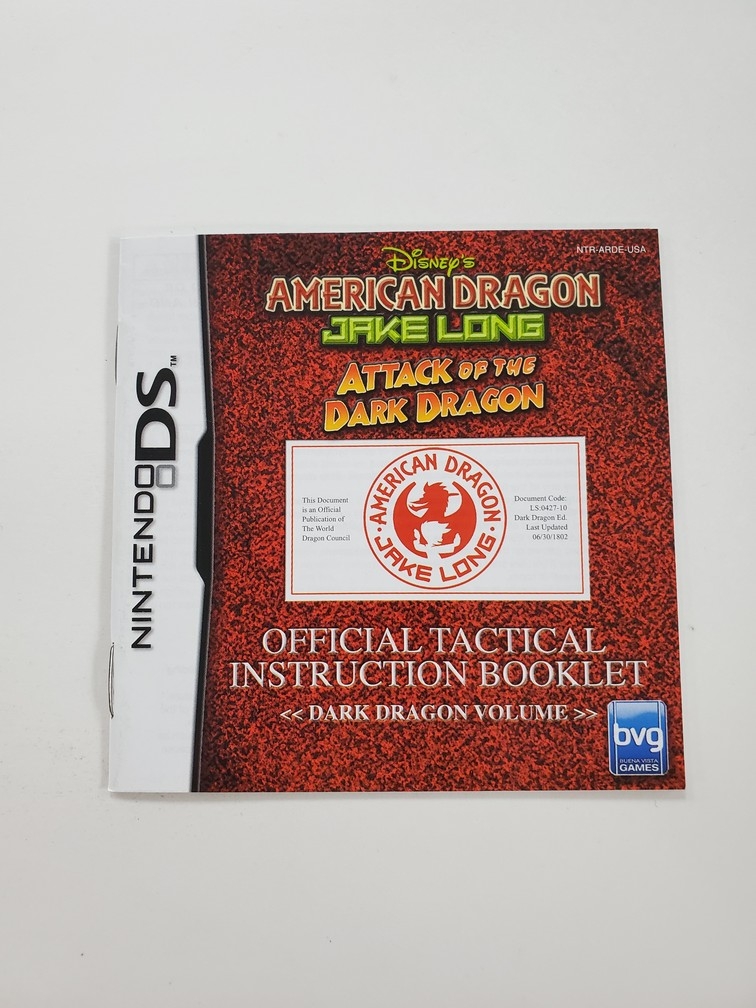 NTR-ARDE-USA
Disney's
AMERICAN DRAGON
JAKE LONG
ATTACK OF THE
DARK DRAGON
NINTENDO DS™
This Document
is an Official
Publication of
The World
Dragon Council
AMERICAN DRAGON
JAKE LONG
Document Code:
LS:0427-10
Dark Dragon Ed.
Last Updated
06/30/1802
OFFICIAL TACTICAL
INSTRUCTION BOOKLET
<< DARK DRAGON VOLUME >>
bvg
BUENA VISTA
GAMES